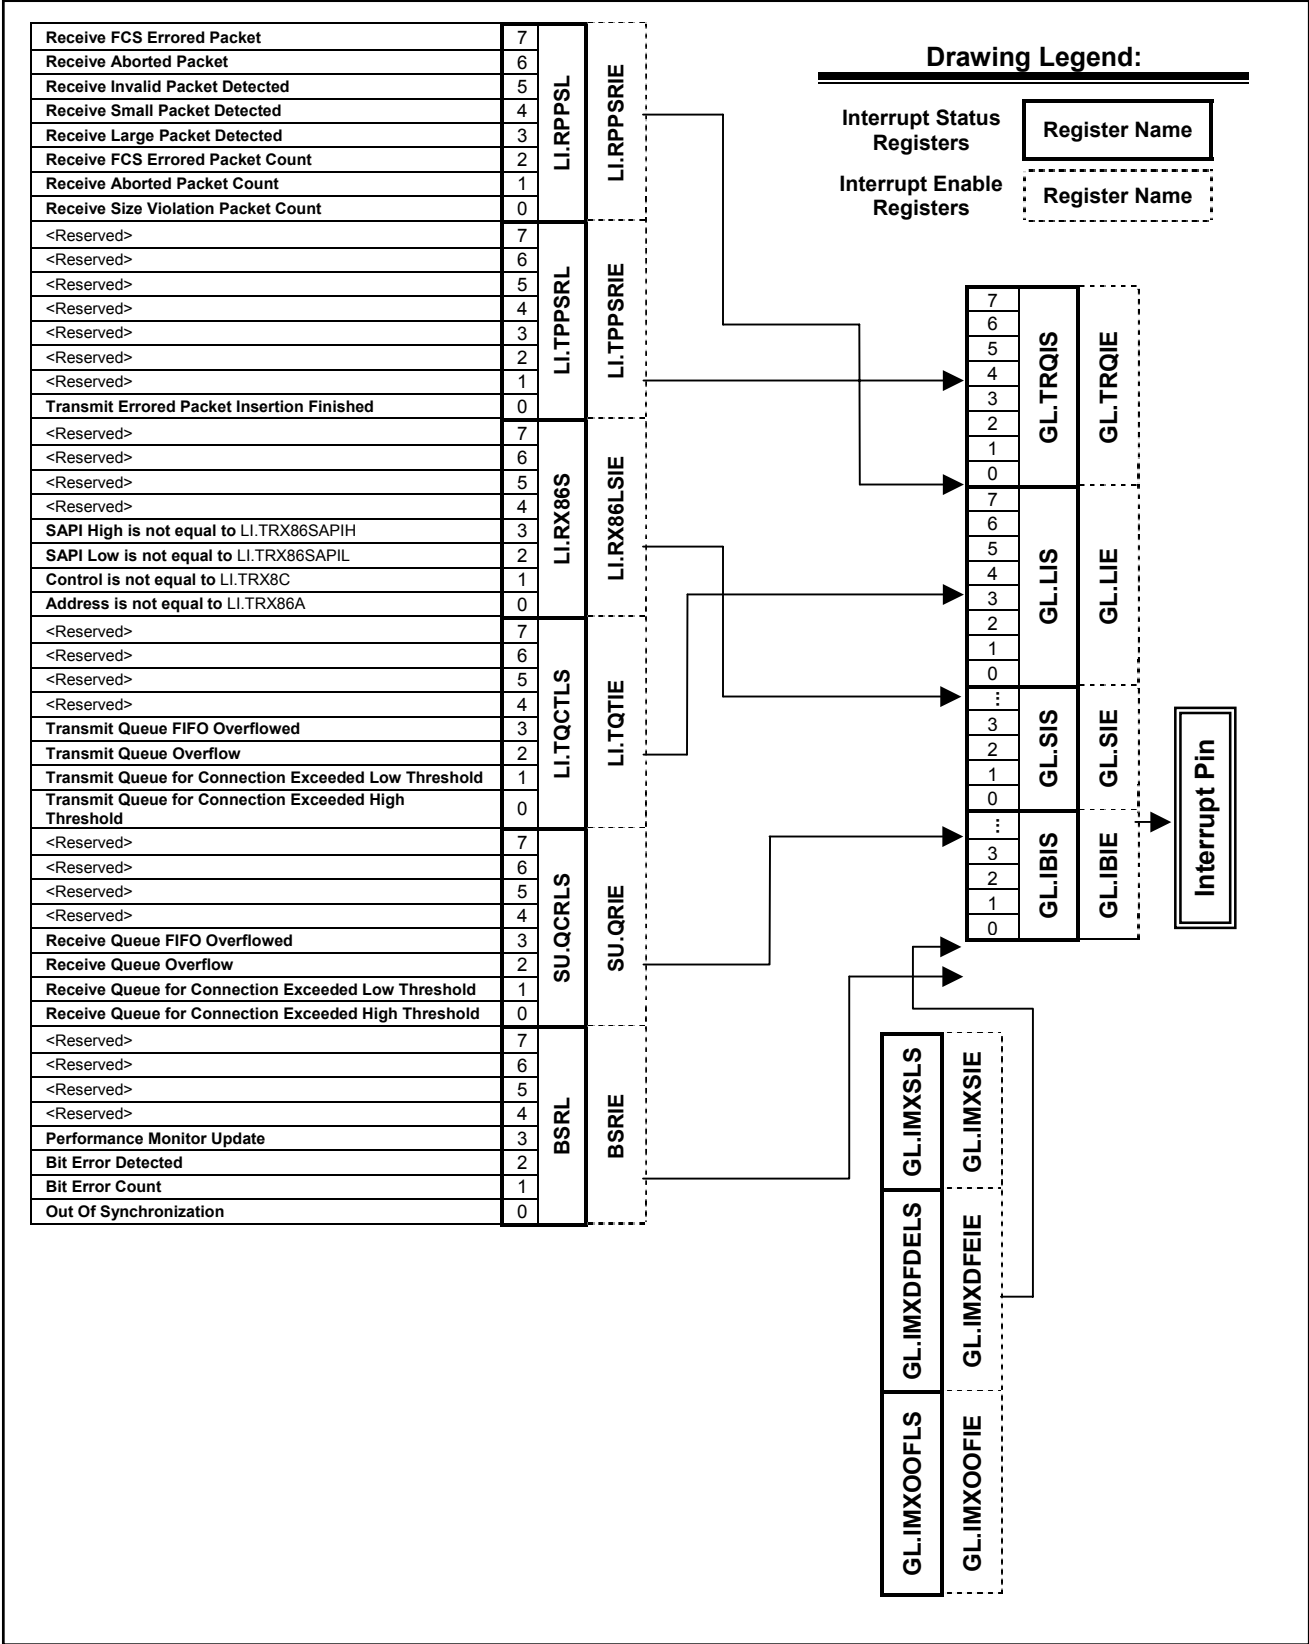 Receive FCS Errored Packet 7
Receive Aborted Packet 6
Receive Invalid Packet Detected 5
Receive Small Packet Detected 4
Receive Large Packet Detected 3
Receive FCS Errored Packet Count 2
Receive Aborted Packet Count 1
Receive Size Violation Packet Count 0
LI.RPPSL
LI.RPPSRIE
<Reserved> 7
<Reserved> 6
<Reserved> 5
<Reserved> 4
<Reserved> 3
<Reserved> 2
<Reserved> 1
Transmit Errored Packet Insertion Finished 0
LI.TPPSRL
LI.TPPSRIE
<Reserved> 7
<Reserved> 6
<Reserved> 5
<Reserved> 4
SAPI High is not equal to LI.TRX86SAPIH 3
SAPI Low is not equal to LI.TRX86SAPIL 2
Control is not equal to LI.TRX8C 1
Address is not equal to LI.TRX86A 0
LI.RX86S
LI.RX86LSIE
<Reserved> 7
<Reserved> 6
<Reserved> 5
<Reserved> 4
Transmit Queue FIFO Overflowed 3
Transmit Queue Overflow 2
Transmit Queue for Connection Exceeded Low Threshold 1
Transmit Queue for Connection Exceeded High
Threshold 0
LI.TQCTLS
LI.TQTIE
<Reserved> 7
<Reserved> 6
<Reserved> 5
<Reserved> 4
Receive Queue FIFO Overflowed 3
Receive Queue Overflow 2
Receive Queue for Connection Exceeded Low Threshold 1
Receive Queue for Connection Exceeded High Threshold 0
SU.QCRLS
SU.QRIE
<Reserved> 7
<Reserved> 6
<Reserved> 5
<Reserved> 4
Performance Monitor Update 3
Bit Error Detected 2
Bit Error Count 1
Out Of Synchronization 0
BSRL
BSRIE
Drawing Legend:
Interrupt Status
Registers
Register Name
Interrupt Enable
Registers
Register Name
7
6
5
4
3
2
1
0
GL.TRQIS
GL.TRQIE
7
6
5
4
3
2
1
0
GL.LIS
GL.LIE
...
3
2
1
0
GL.SIS
GL.SIE
...
3
2
1
0
GL.IBIS
GL.IBIE
Interrupt Pin
GL.IMXSLS
GL.IMXSIE
GL.IMXDFDELS
GL.IMXDFEIE
GL.IMXOOFLS
GL.IMXOOFIE